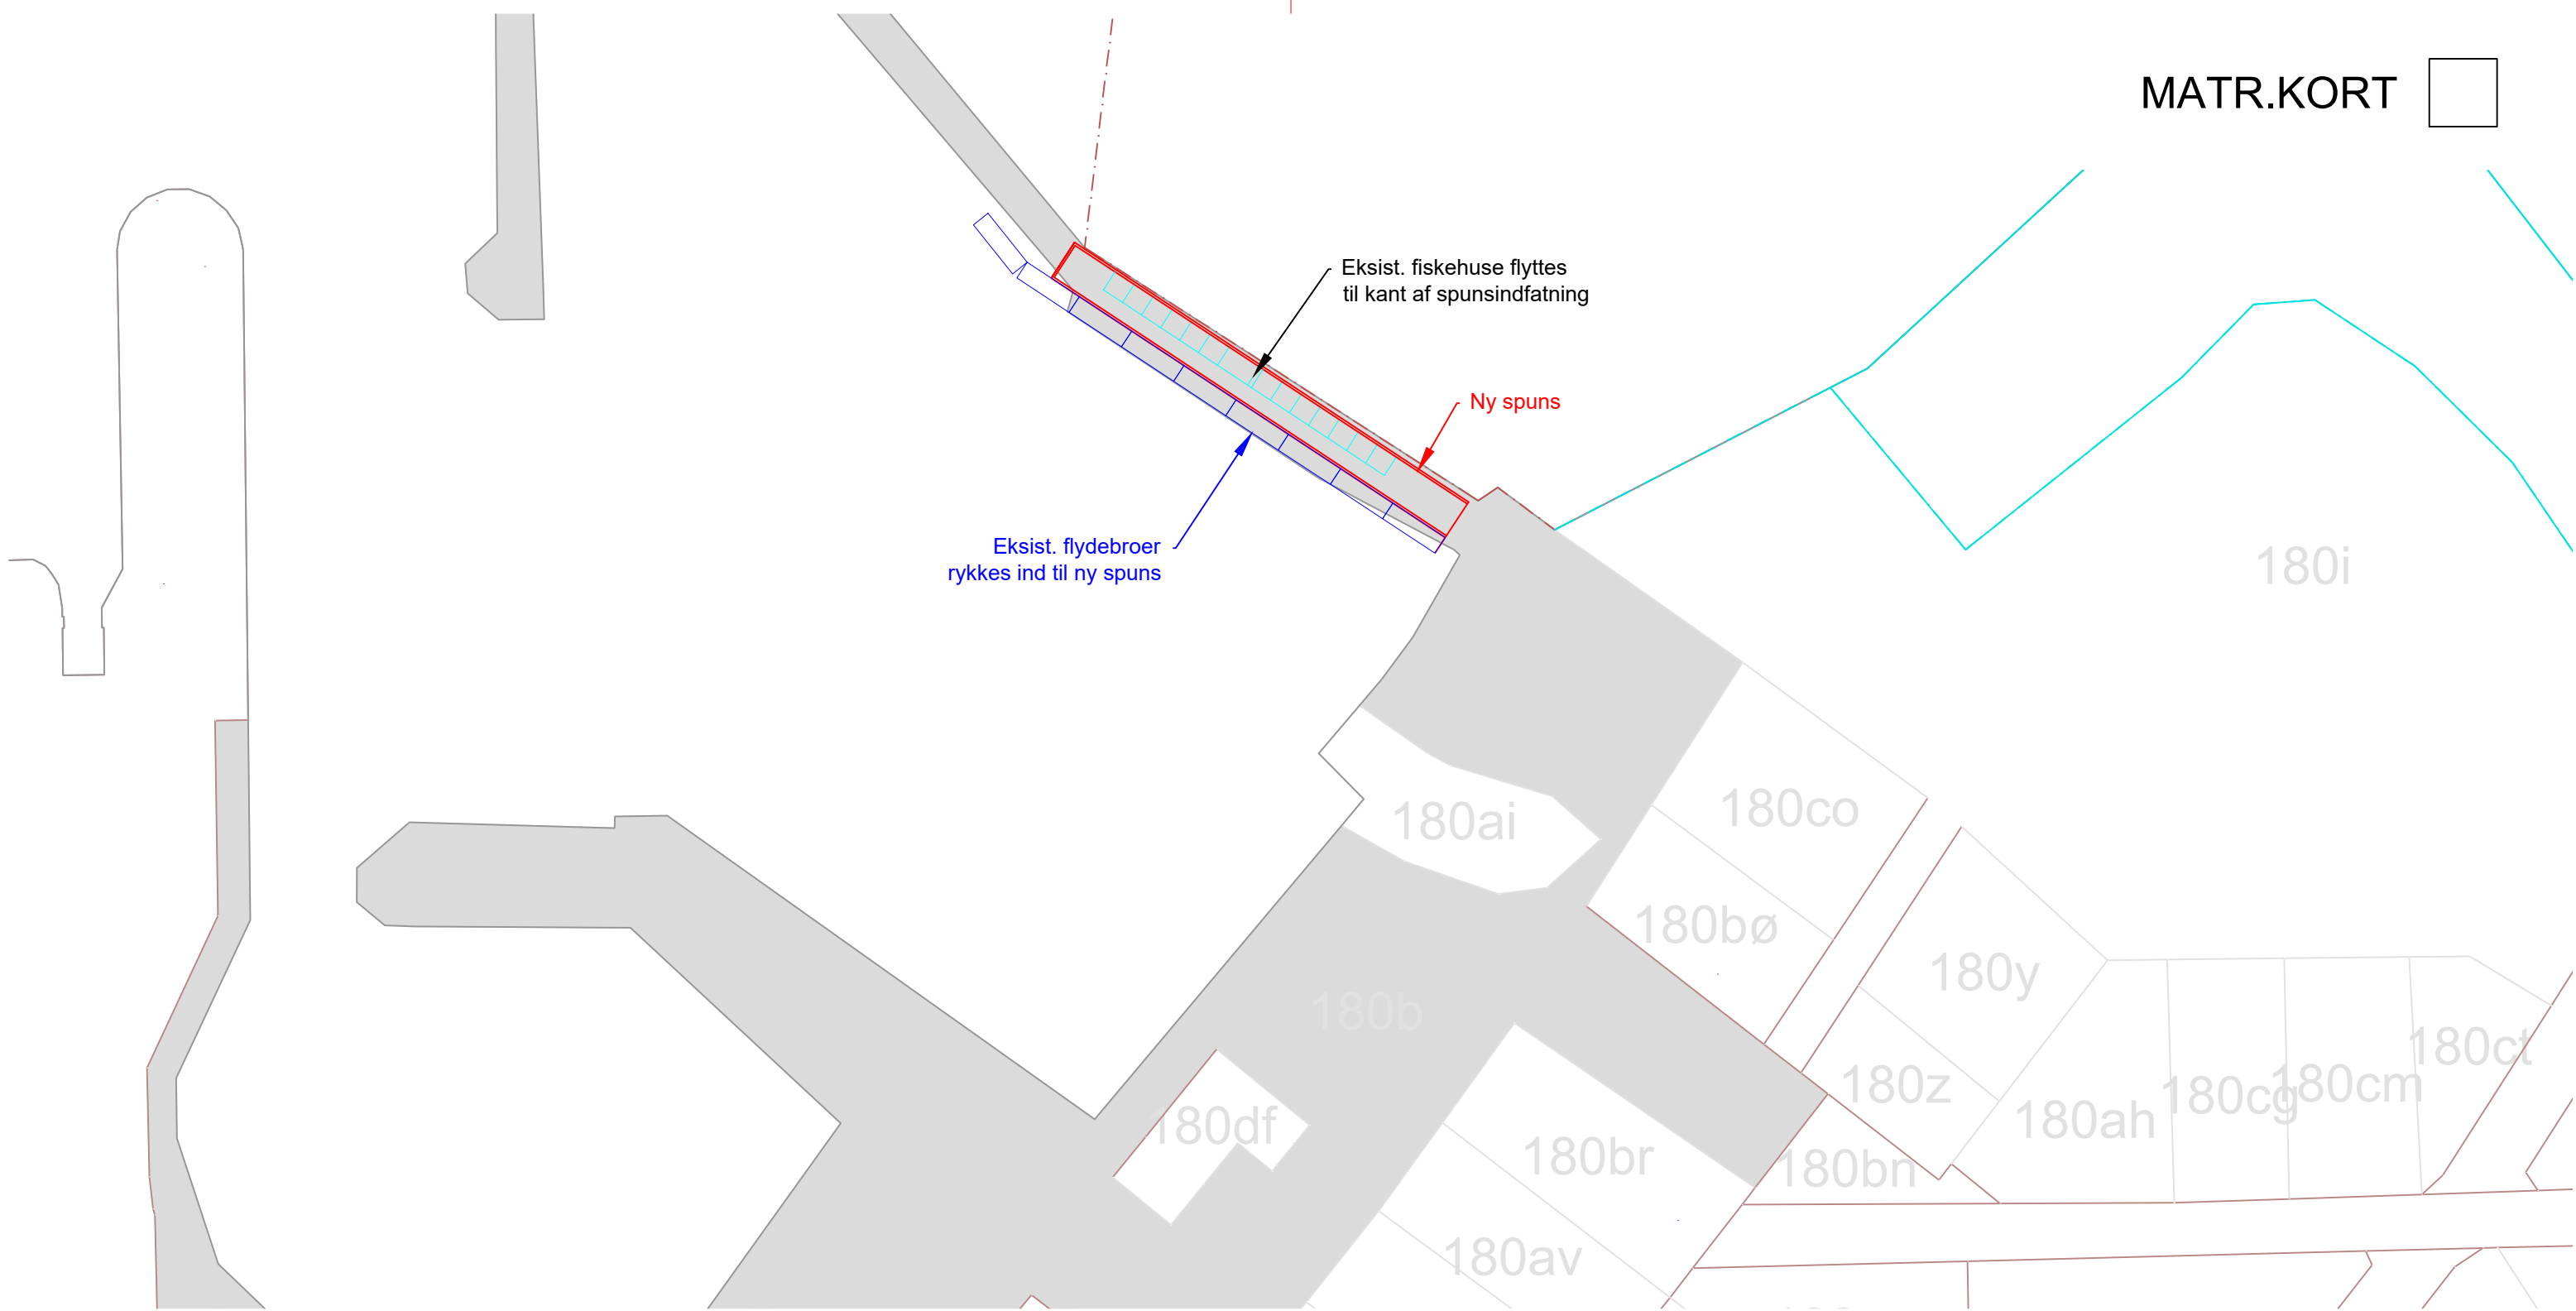 MATR.KORT
Eksist. fiskehuse flyttes
til kant af spunsindfatning
Ny spuns
Eksist. flydebroer
rykkes ind til ny spuns
180i
180co
180ai
180bø
180y
180b
180ct
180z
180cm
180cg
180ah
180df
180br
180bn
180av